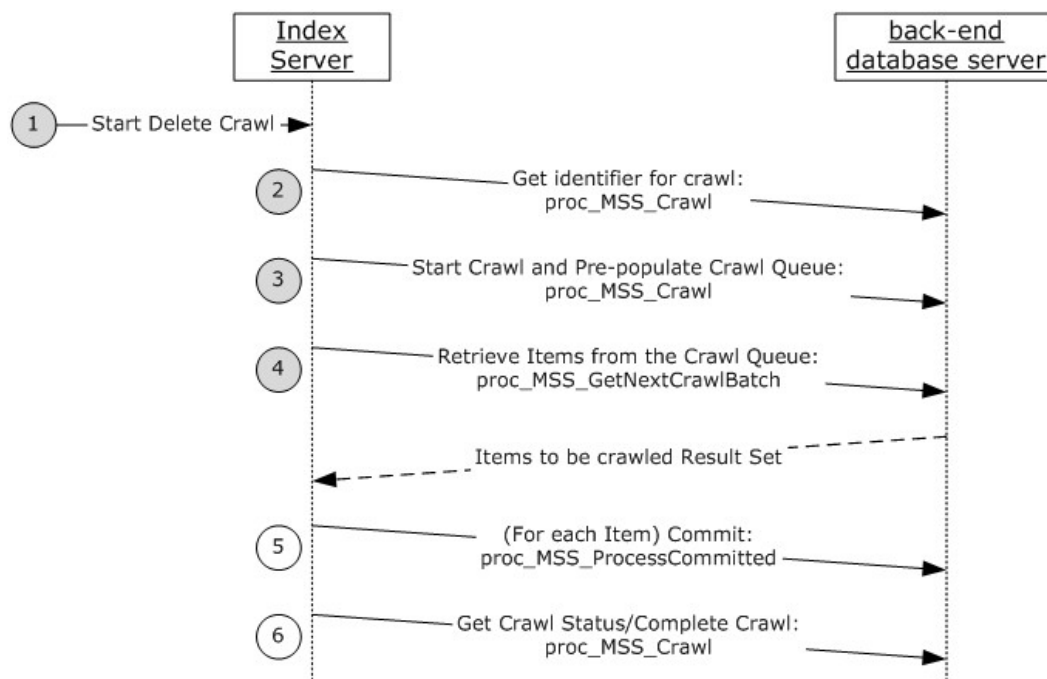 Index
Server
back-end
database server
1
Start Delete Crawl
2
Get identifier for crawl:
proc_MSS_Crawl
3
Start Crawl and Pre-populate Crawl Queue:
proc_MSS_Crawl
4
Retrieve Items from the Crawl Queue:
proc_MSS_GetNextCrawlBatch
Items to be crawled Result Set
5
(For each Item) Commit:
proc_MSS_ProcessCommitted
6
Get Crawl Status/Complete Crawl:
proc_MSS_Crawl